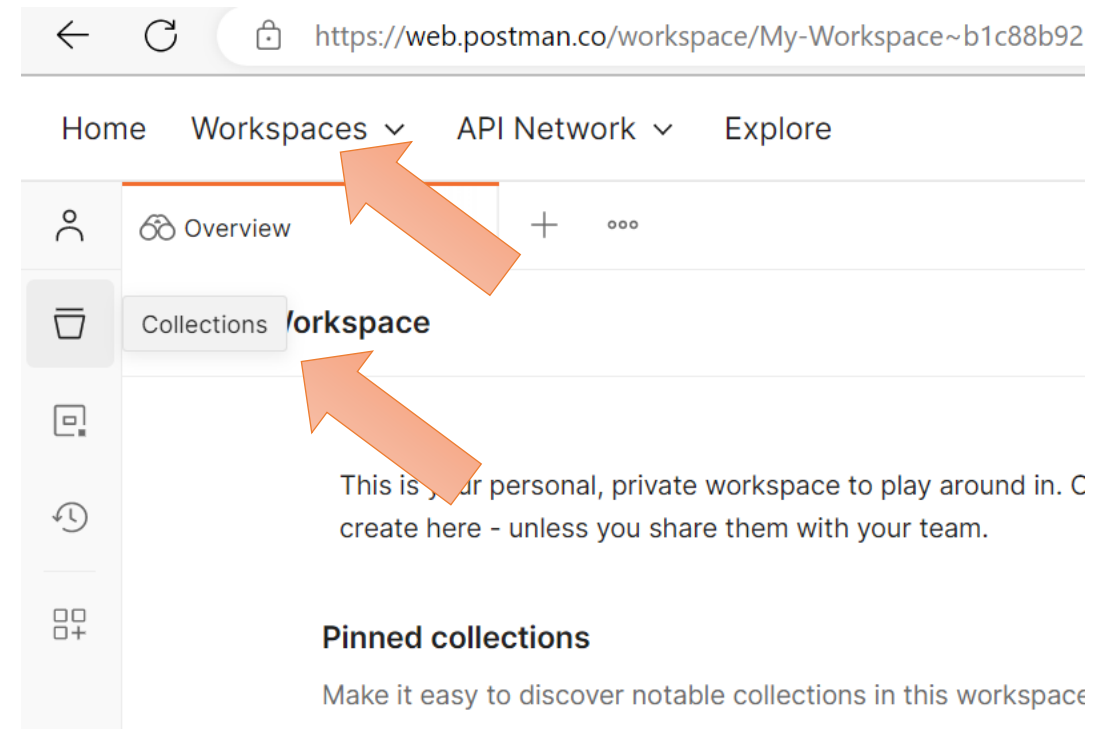 https://web.postman.co/workspace/My-Workspace~b1c88b92
Home Workspaces API Network Explore
Overview
Collections
orkspace
This is your personal, private workspace to play around in.
create here - unless you share them with your team.
Pinned collections
Make it easy to discover notable collections in this workspace